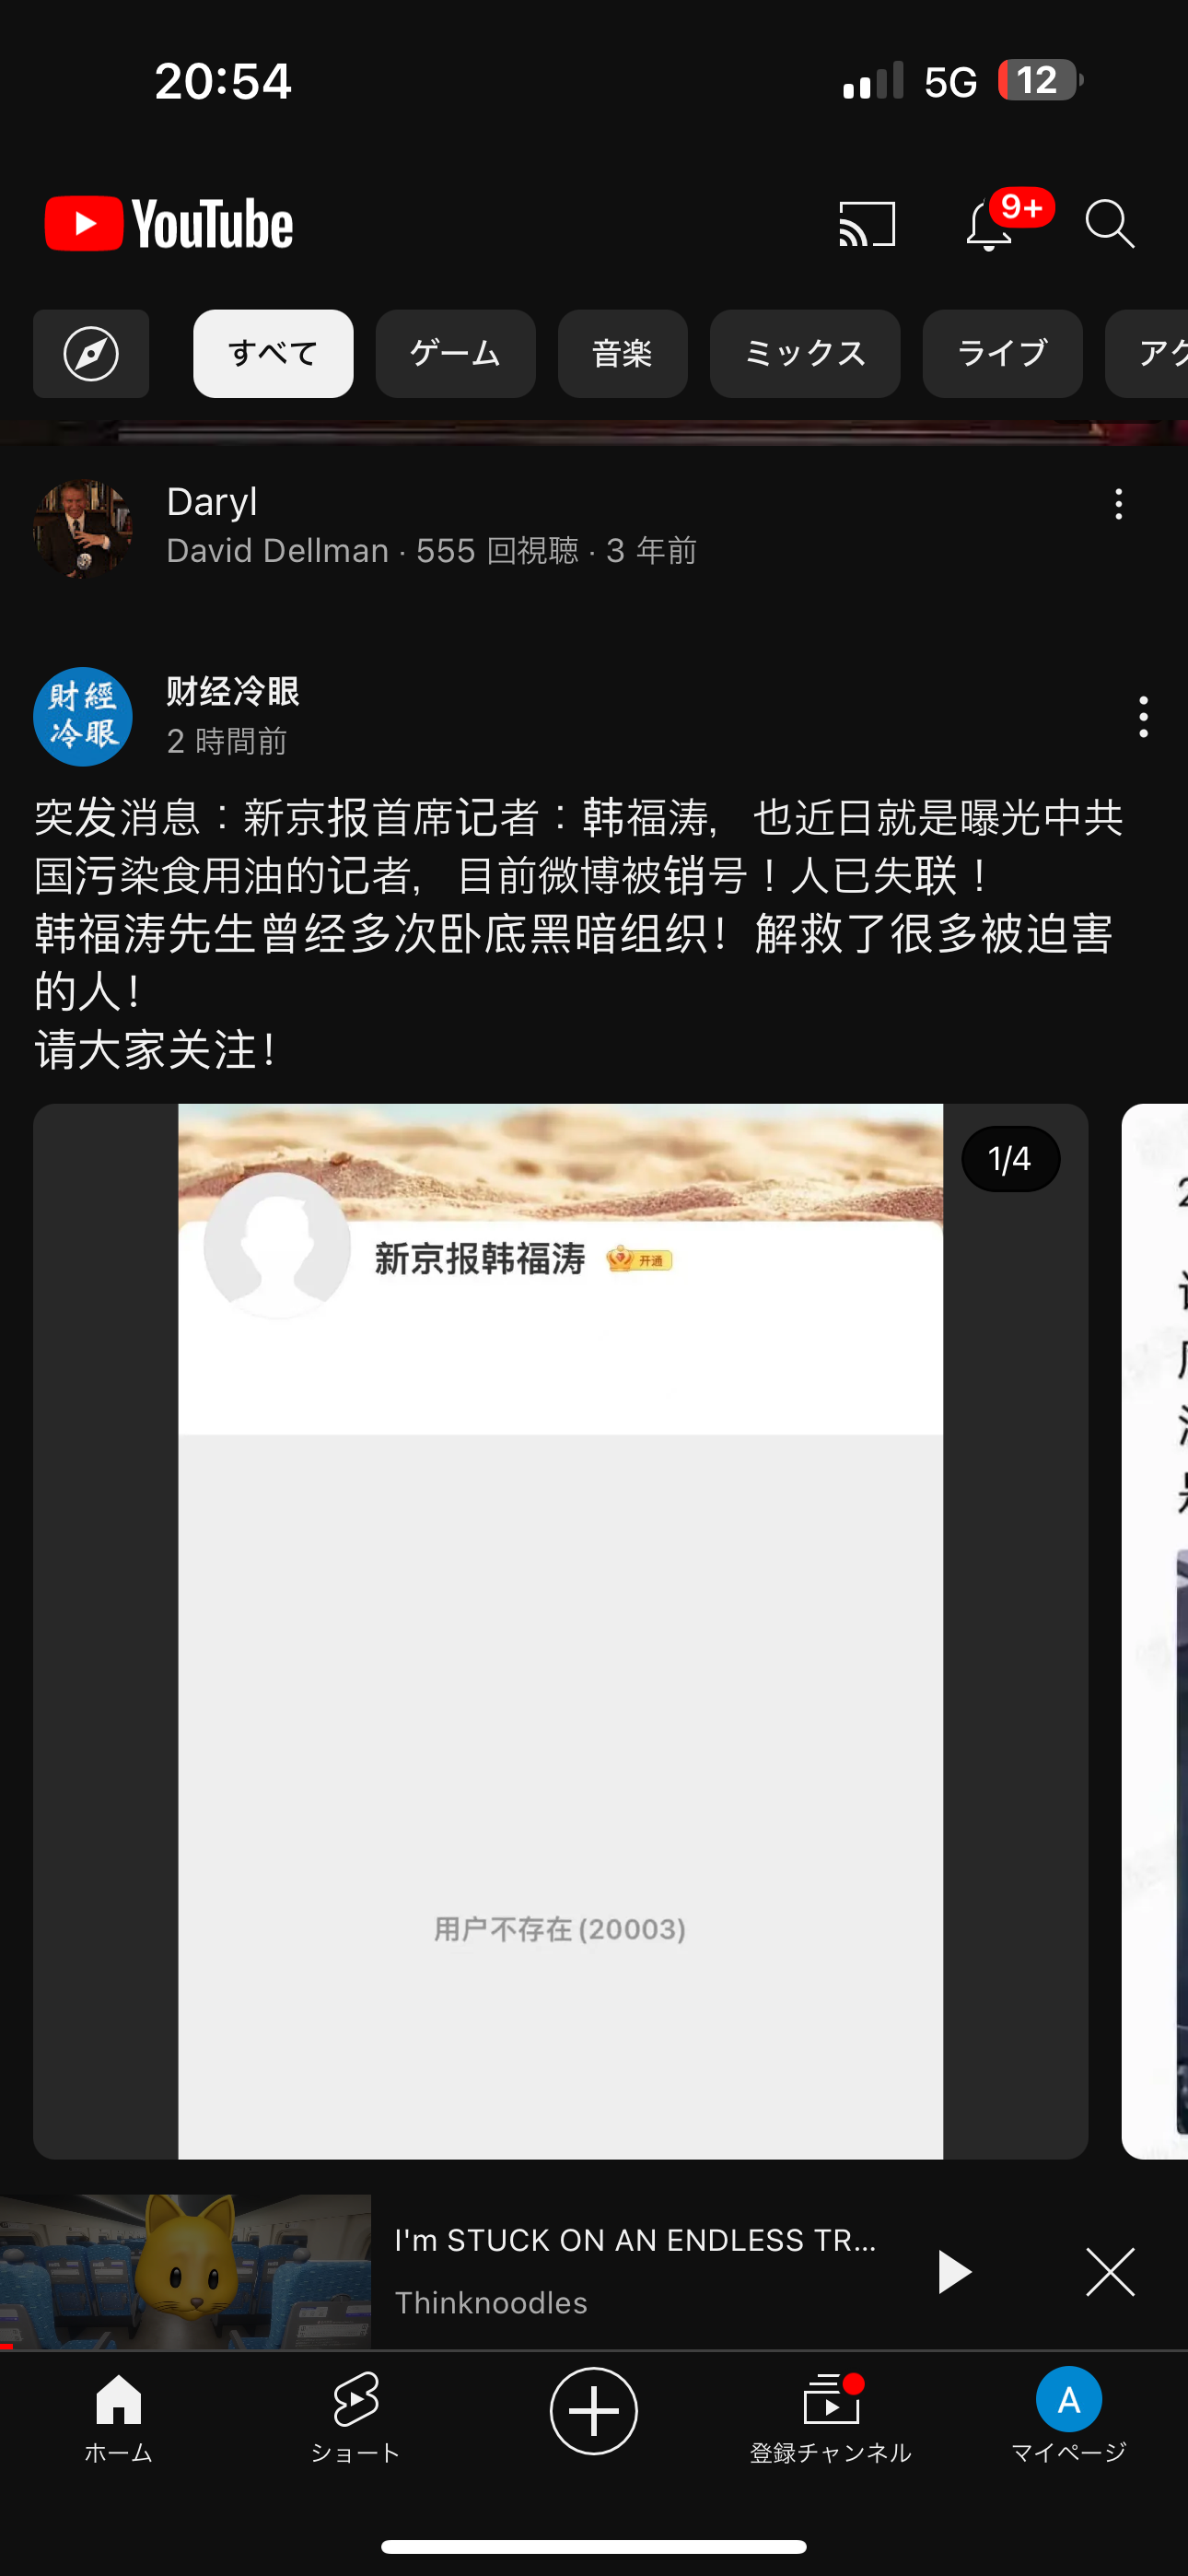 20:54
5G
12
YouTube
9+
すべて
ゲーム
音楽
ミックス
ライブ
アク
Daryl
David Dellman · 555 回視聴 · 3 年前
財經
冷眼
财经冷眼
2 時間前
突发消息：新京报首席记者：韩福涛，也近日就是曝光中共
国污染食用油的记者，目前微博被销号！人已失联！
韩福涛先生曾经多次卧底黑暗组织！解救了很多被迫害
的人！
请大家关注！
1/4
新京报韩福涛
开通
用户不存在(20003)
I'm STUCK ON AN ENDLESS TR...
Thinknoodles
ホーム
ショート
登録チャンネル
A
マイページ